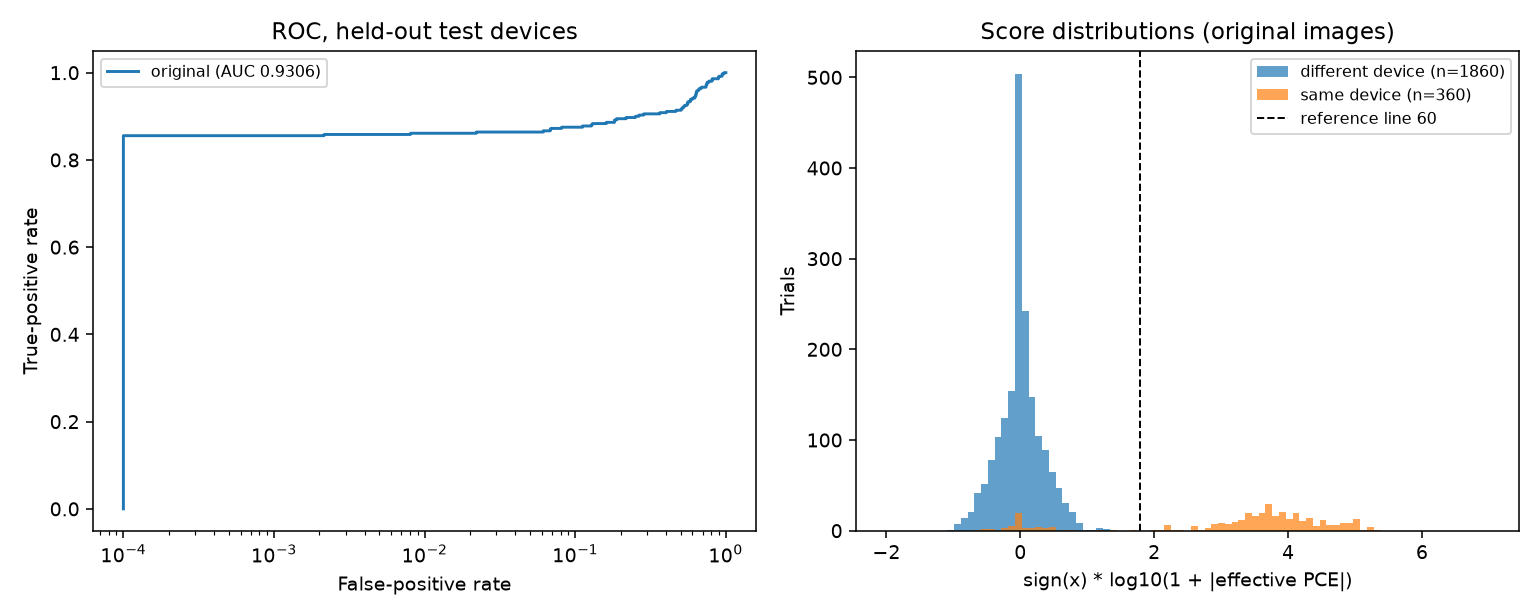 ROC, held-out test devices
original (AUC 0.9306)
True-positive rate
1.0
0.8
0.6
0.4
0.2
0.0
10⁻⁴
10⁻³
10⁻²
10⁻¹
10⁰
False-positive rate
Score distributions (original images)
different device (n=1860)
same device (n=360)
reference line 60
Trials
500
400
300
200
100
0
−2
0
2
4
6
sign(x) * log10(1 + |effective PCE|)